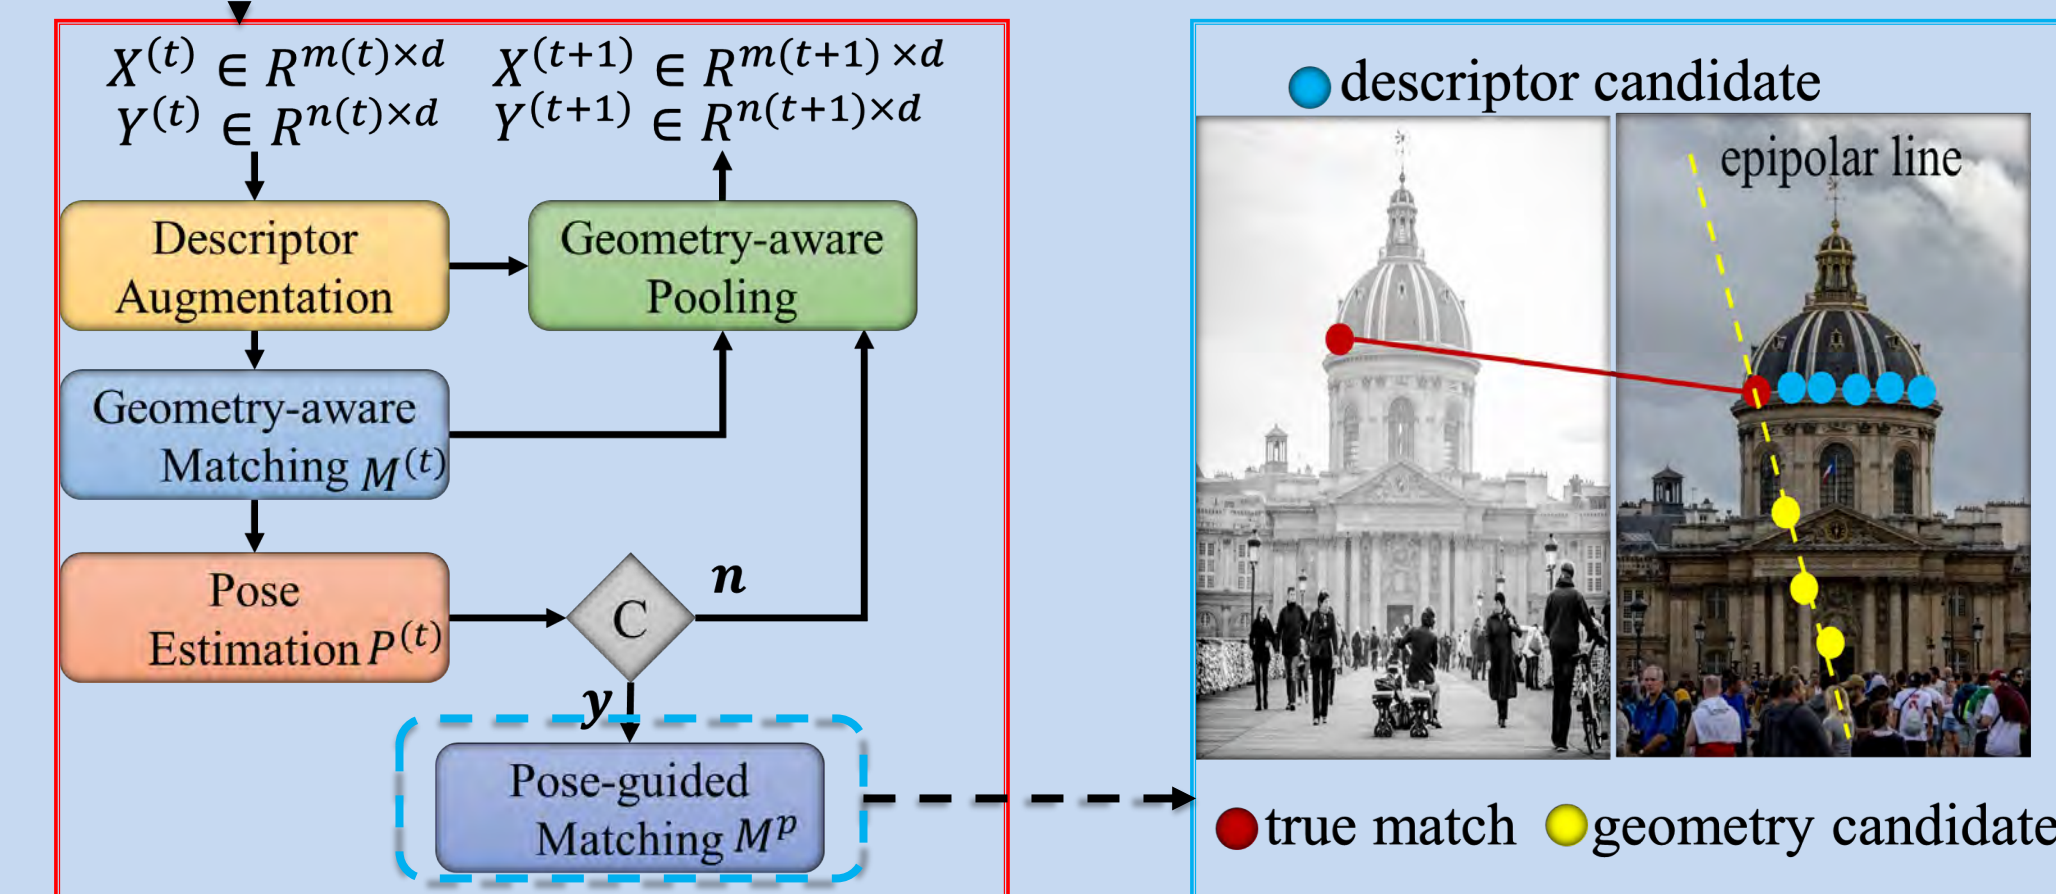 X^(t) ∈ R^m(t)×d
Y^(t) ∈ R^n(t)×d
X^(t+1) ∈ R^m(t+1)×d
Y^(t+1) ∈ R^n(t+1)×d
Descriptor
Augmentation
Geometry-aware
Pooling
Geometry-aware
Matching M^(t)
Pose
Estimation P^(t)
C
n
y
Pose-guided
Matching M^p
descriptor candidate
epipolar line
true match
geometry candidate